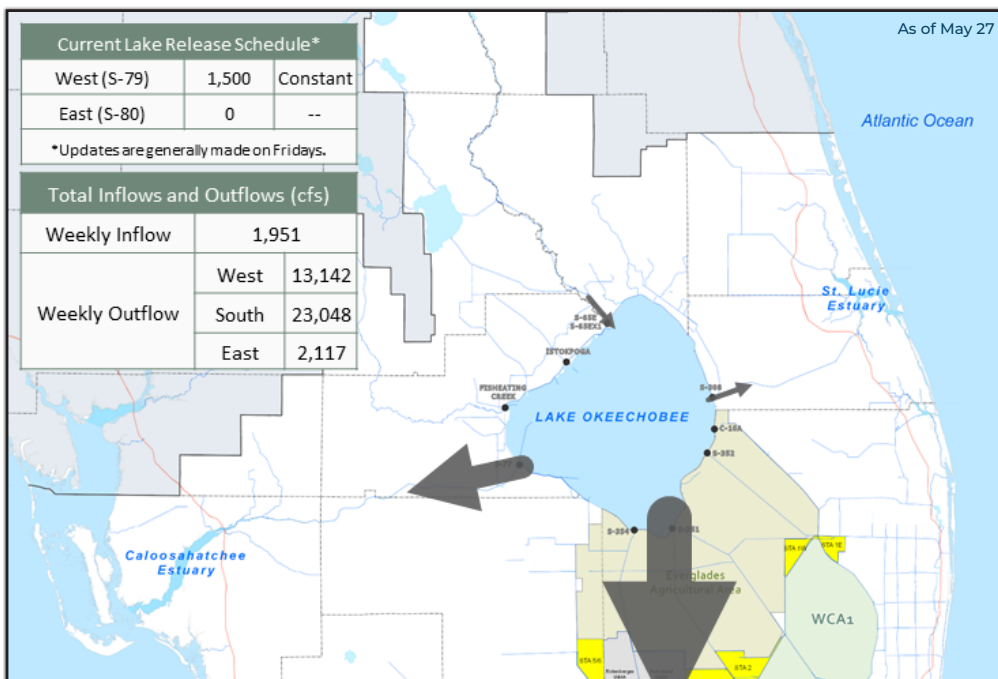 As of May 27
Current Lake Release Schedule*
West (S-79) 1,500 Constant
East (S-80) 0 --
*Updates are generally made on Fridays.
Total Inflows and Outflows (cfs)
Weekly Inflow 1,951
Weekly Outflow
West 13,142
South 23,048
East 2,117
Atlantic Ocean
St. Lucie
Estuary
S-65E
S-65EX1
ISTOKPOGA
FISHEATING
CREEK
S-308
LAKE OKEECHOBEE
C-10A
S-352
S-77
S-354
S-351
Caloosahatchee
Estuary
Everglades
Agricultural Area
STA 1W
STA 1E
WCA1
STA 5/6
STA 2